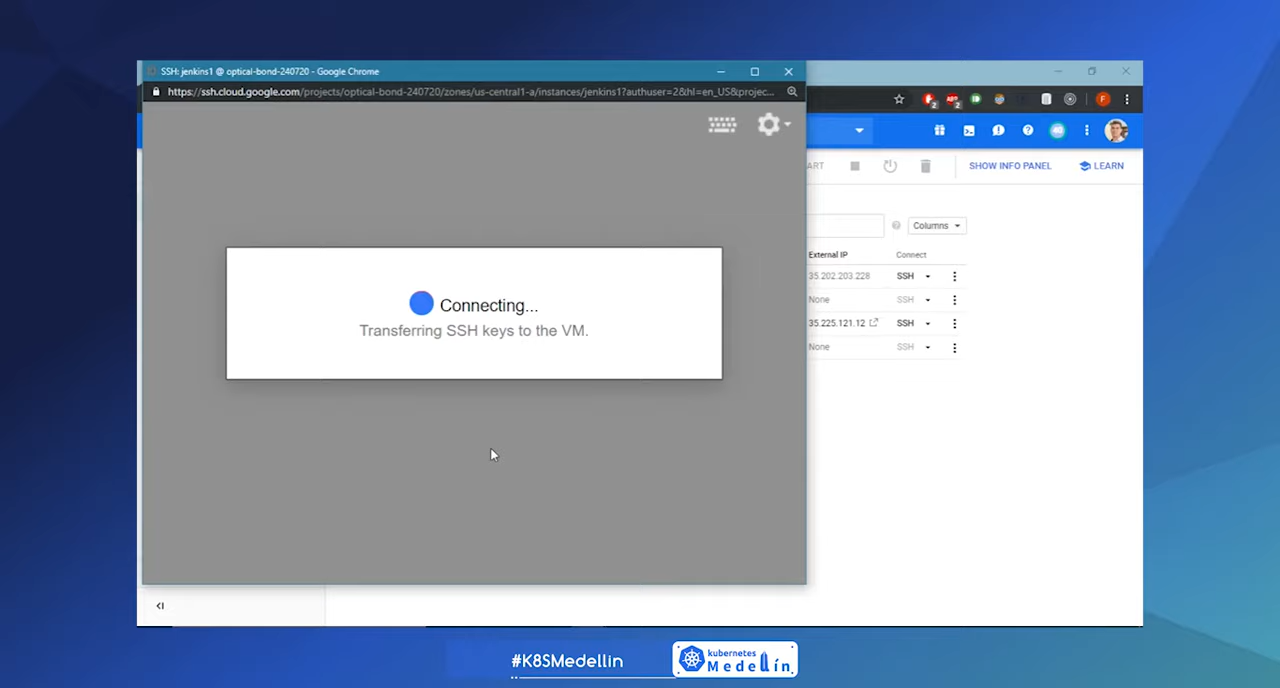 SSH: jenkins1 @ optical-bond-240720 - Google Chrome
https://ssh.cloud.google.com/projects/optical-bond-240720/zones/us-central1-a/instances/jenkins1?authuser=2&hl=en_US&projec...
ART
SHOW INFO PANEL
LEARN
Columns
External IP
Connect
35.202.203.228
SSH
None
SSH
35.225.121.12
SSH
None
SSH
Connecting...
Transferring SSH keys to the VM.
#K8SMedellin
kubernetes
Medellín